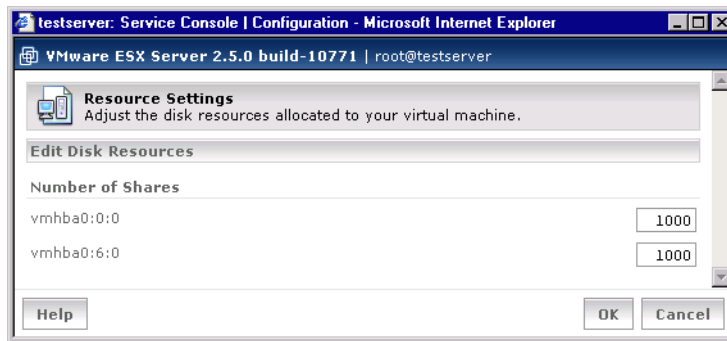 testserver: Service Console | Configuration - Microsoft Internet Explorer
VMware ESX Server 2.5.0 build-10771 | root@testserver
Resource Settings
Adjust the disk resources allocated to your virtual machine.
Edit Disk Resources
Number of Shares
vmhba0:0:0 1000
vmhba0:6:0 1000
Help OK Cancel